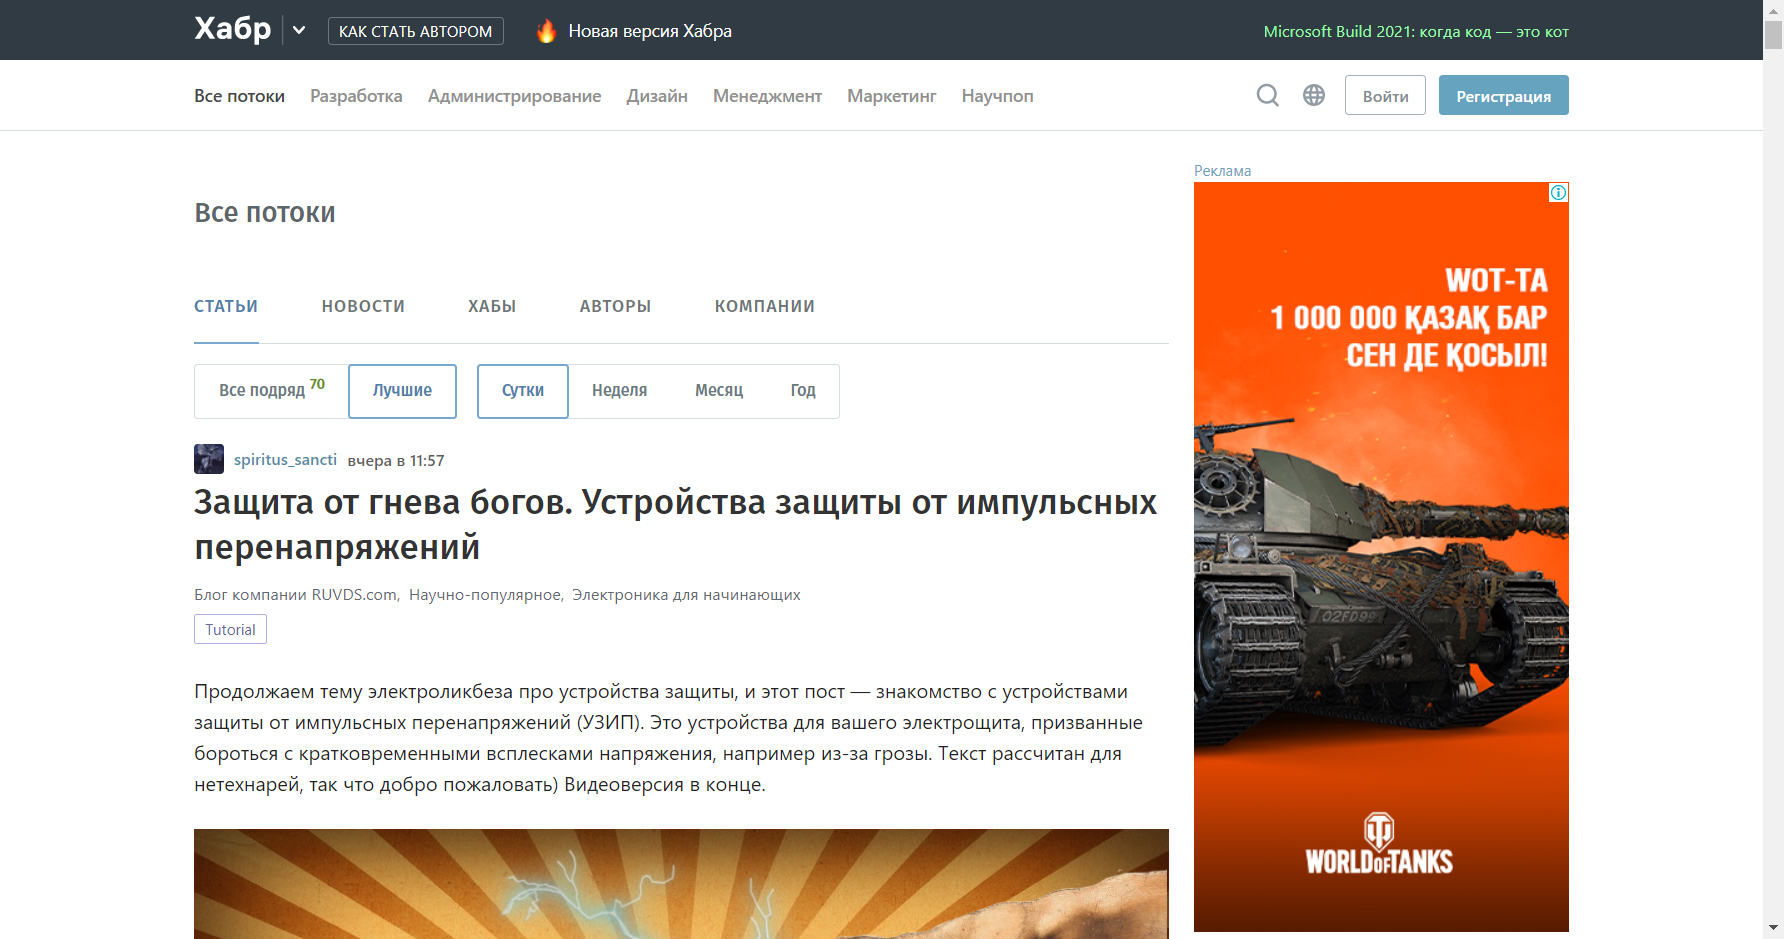 Хабр
КАК СТАТЬ АВТОРОМ
Новая версия Хабра
Microsoft Build 2021: когда код — это кот
Все потоки
Разработка
Администрирование
Дизайн
Менеджмент
Маркетинг
Научпоп
Войти
Регистрация
Реклама
Все потоки
СТАТЬИ
НОВОСТИ
ХАБЫ
АВТОРЫ
КОМПАНИИ
Все подряд 70
Лучшие
Сутки
Неделя
Месяц
Год
spiritus_sancti вчера в 11:57
Защита от гнева богов. Устройства защиты от импульсных
перенапряжений
Блог компании RUVDS.com, Научно-популярное, Электроника для начинающих
Tutorial
Продолжаем тему электроликбеза про устройства защиты, и этот пост — знакомство с устройствами
защиты от импульсных перенапряжений (УЗИП). Это устройства для вашего электрощита, призванные
бороться с кратковременными всплесками напряжения, например из-за грозы. Текст рассчитан для
нетехнарей, так что добро пожаловать) Видеоверсия в конце.
WOT-ТА
1 000 000 ҚАЗАҚ БАР
СЕН ДЕ ҚОСЫЛ!
02FD99
WORLD OF TANKS